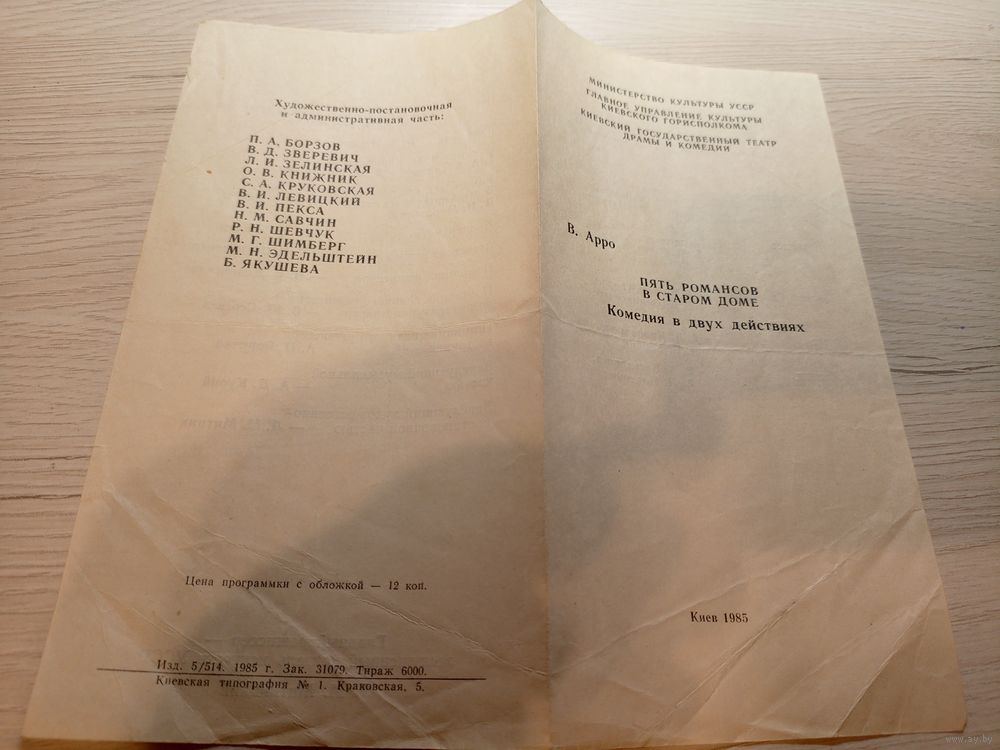 Художественно-постановочная
и административная часть:
П. А. БОРЗОВ
В. Д. ЗВЕРЕВИЧ
Л. И. ЗЕЛИНСКАЯ
О. В. КНИЖНИК
С. А. КРУКОВСКАЯ
В. И. ЛЕВИЦКИЙ
В. И. ПЕКСА
Н. М. САВЧИН
Р. Н. ШЕВЧУК
М. Г. ШИМБЕРГ
М. Н. ЭДЕЛЬШТЕЙН
Б. ЯКУШЕВА
Цена программки с обложкой — 12 коп.
Изд. 5/514. 1985 г. Зак. 31079. Тираж 6000.
Киевская типография № 1. Краковская, 5.
МИНИСТЕРСТВО КУЛЬТУРЫ УССР
ГЛАВНОЕ УПРАВЛЕНИЕ КУЛЬТУРЫ
КИЕВСКОГО ГОРИСПОЛКОМА
КИЕВСКИЙ ГОСУДАРСТВЕННЫЙ ТЕАТР
ДРАМЫ И КОМЕДИИ
В. Арро
ПЯТЬ РОМАНСОВ
В СТАРОМ ДОМЕ
Комедия в двух действиях
Киев 1985
www.ay.by